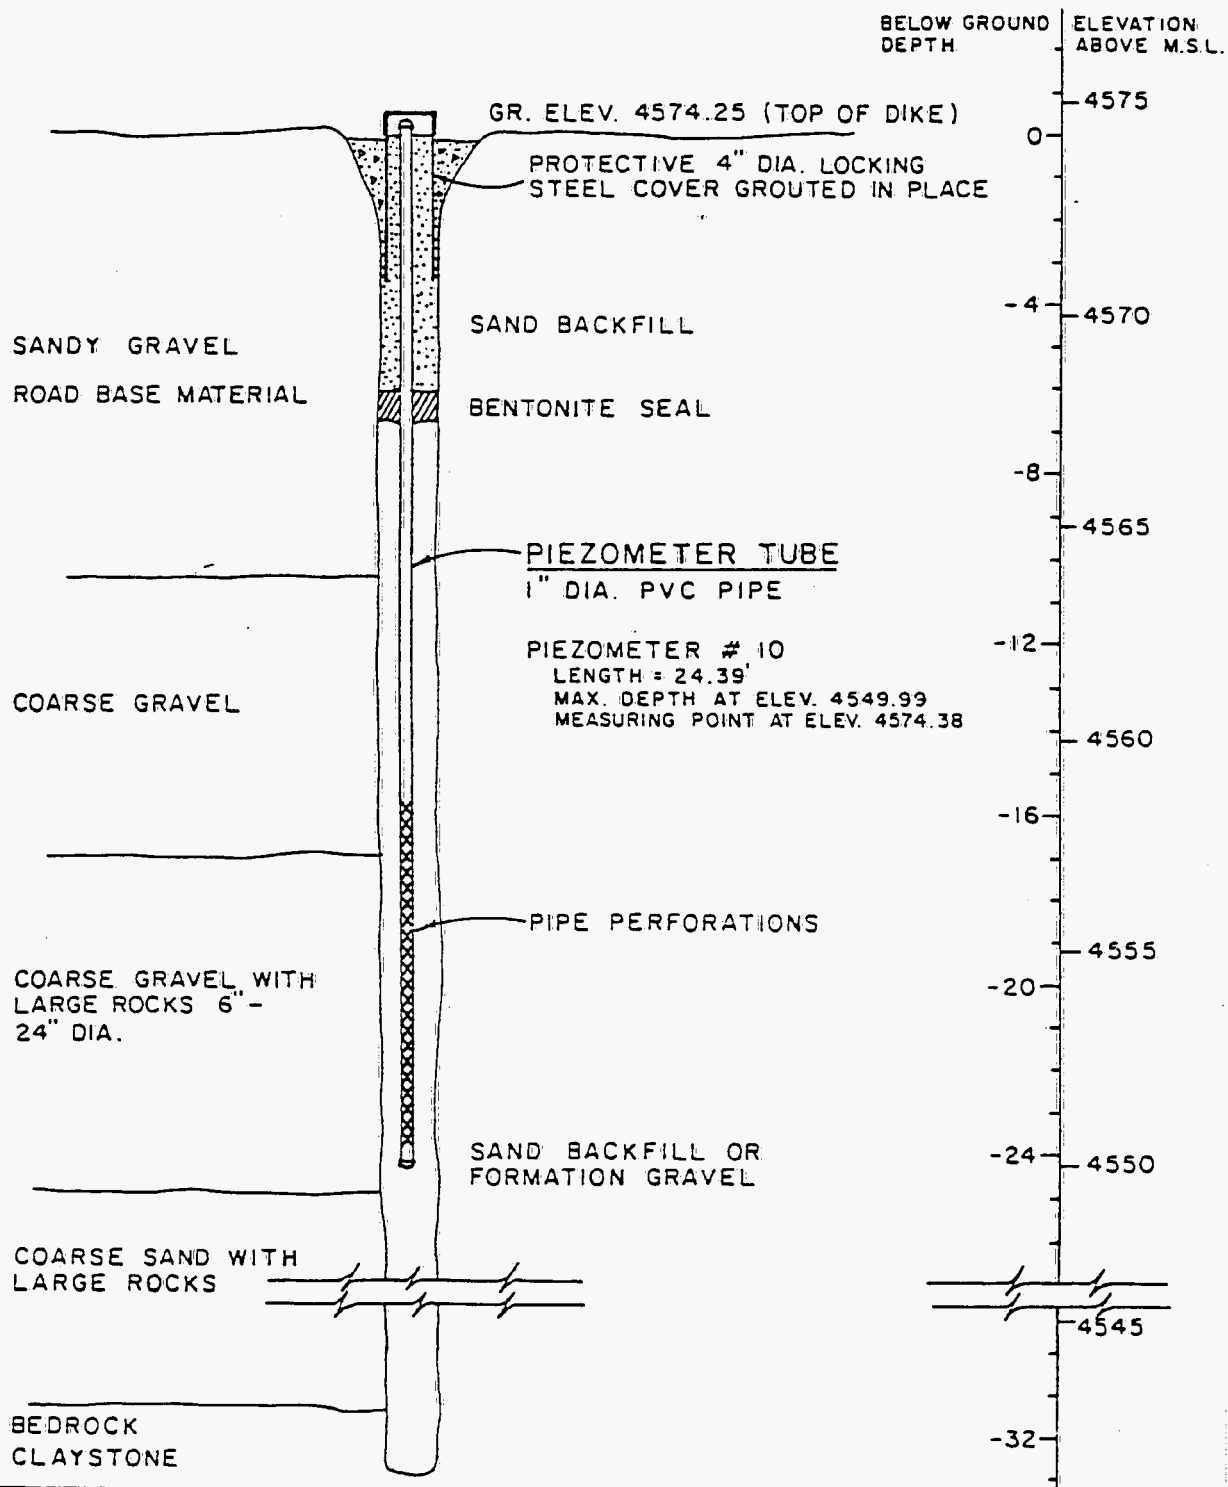 BELOW GROUND
DEPTH
ELEVATION
ABOVE M.S.L.
GR. ELEV. 4574.25 (TOP OF DIKE)
PROTECTIVE 4" DIA. LOCKING
STEEL COVER GROUTED IN PLACE
SAND BACKFILL
SANDY GRAVEL
ROAD BASE MATERIAL
BENTONITE SEAL
PIEZOMETER TUBE
1" DIA. PVC PIPE
PIEZOMETER # 10
LENGTH = 24.39'
MAX. DEPTH AT ELEV. 4549.99
MEASURING POINT AT ELEV. 4574.38
COARSE GRAVEL
PIPE PERFORATIONS
COARSE GRAVEL WITH
LARGE ROCKS 6"-
24" DIA.
SAND BACKFILL OR
FORMATION GRAVEL
COARSE SAND WITH
LARGE ROCKS
BEDROCK
CLAYSTONE
0
-4
-8
-12
-16
-20
-24
-32
4575
4570
4565
4560
4555
4550
4545